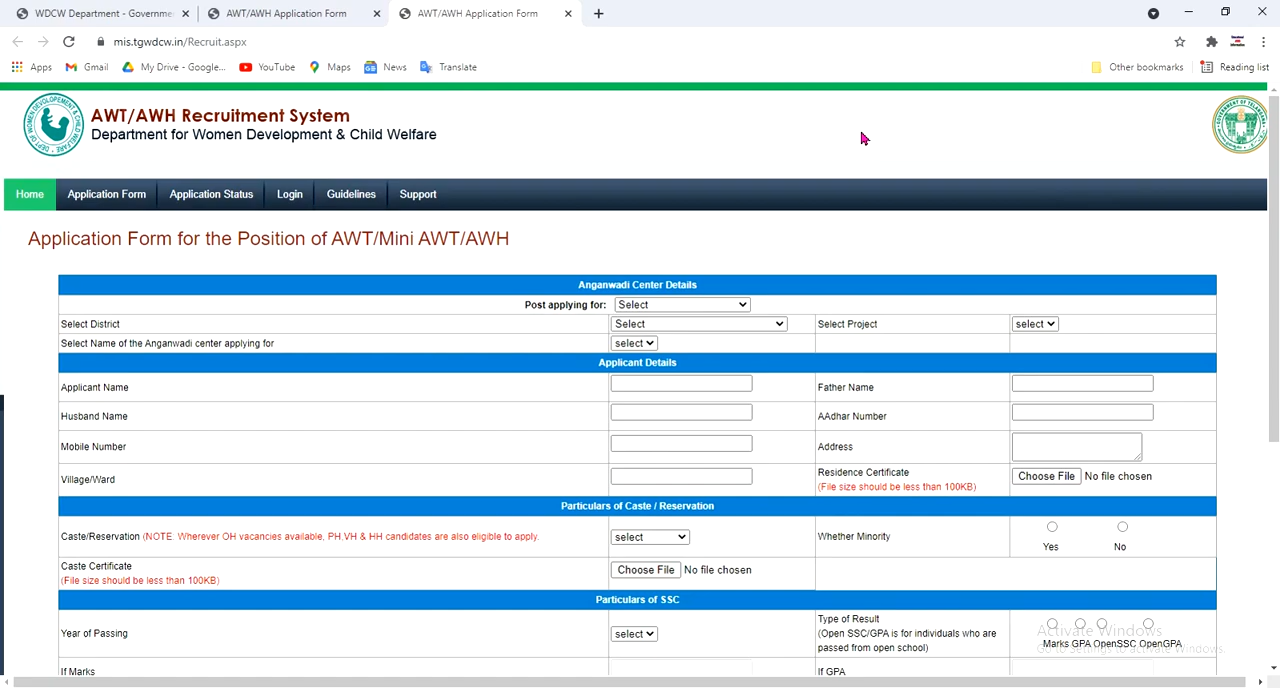 WDCW Department - Governme
AWT/AWH Application Form
AWT/AWH Application Form
mis.tgwdcw.in/Recruit.aspx
Apps
Gmail
My Drive - Google...
YouTube
Maps
News
Translate
Other bookmarks
Reading list
AWT/AWH Recruitment System
Department for Women Development & Child Welfare
Home
Application Form
Application Status
Login
Guidelines
Support
Application Form for the Position of AWT/Mini AWT/AWH
Anganwadi Center Details
Post applying for: Select
Select District Select Select Project select
Select Name of the Anganwadi center applying for select
Applicant Details
Applicant Name Father Name
Husband Name AAdhar Number
Mobile Number Address
Village/Ward Residence Certificate
(File size should be less than 100KB) Choose File No file chosen
Particulars of Caste / Reservation
Caste/Reservation (NOTE: Wherever OH vacancies available, PH,VH & HH candidates are also eligible to apply. select Whether Minority Yes No
Caste Certificate
(File size should be less than 100KB) Choose File No file chosen
Particulars of SSC
Year of Passing select Type of Result
(Open SSC/GPA is for individuals who are
passed from open school) Marks GPA OpenSSC OpenGPA
If Marks If GPA
Activate Windows
Go to Settings to activate Windows.